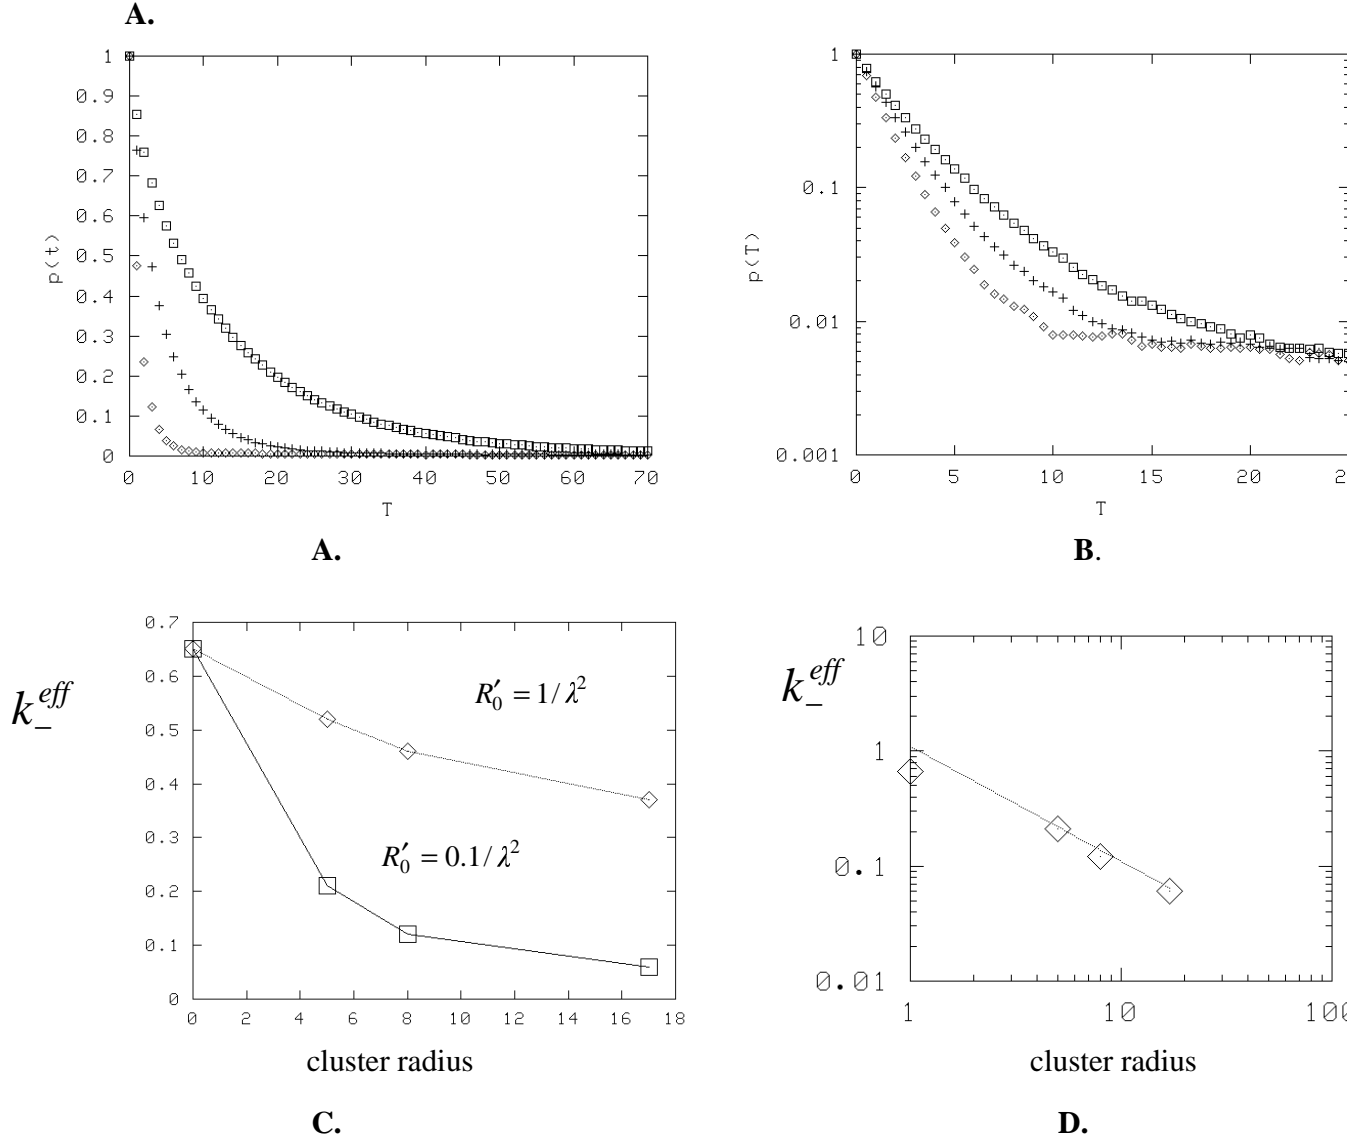 A.
1
0.9
0.8
0.7
0.6
0.5
0.4
0.3
0.2
0.1
0
p(t)
0 10 20 30 40 50 60 70
T
A.
1
0.1
0.01
0.001
p(T)
0 5 10 15 20 2
T
B.
0.7
0.6
0.5
0.4
0.3
0.2
0.1
0
k_-^{eff}
R'_0 = 1/λ^2
R'_0 = 0.1/λ^2
0 2 4 6 8 10 12 14 16 18
cluster radius
C.
10
1
0.1
0.01
k_-^{eff}
1 10 100
cluster radius
D.